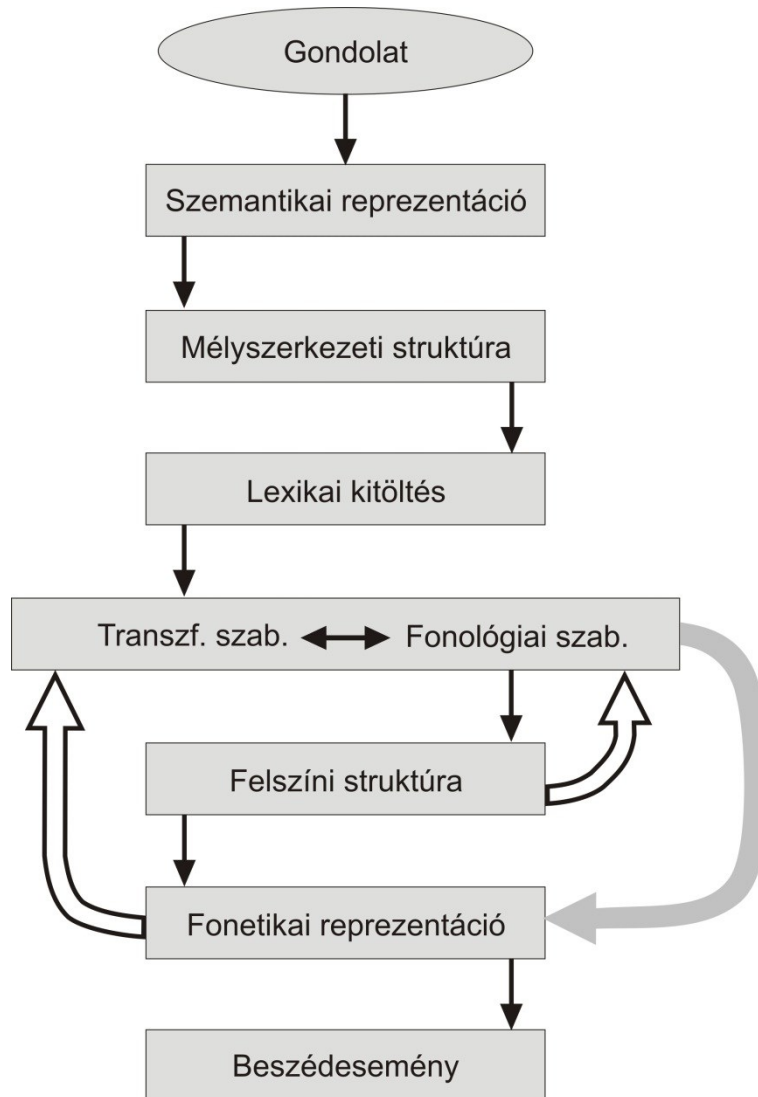 Gondolat
Szemantikai reprezentáció
Mélyszerkezeti struktúra
Lexikai kitöltés
Transzf. szab. Fonológiai szab.
Felszíni struktúra
Fonetikai reprezentáció
Beszédesemény